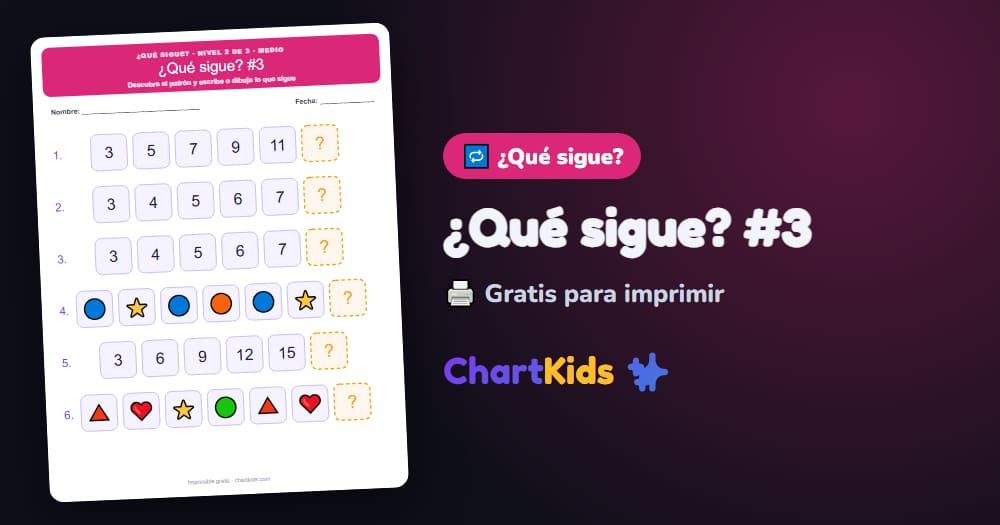 ¿QUÉ SIGUE? · NIVEL 2 DE 3 · MEDIO
¿Qué sigue? #3
Descubre el patrón y escribe o dibuja lo que sigue
Nombre: Fecha:
1. 3 5 7 9 11 ?
2. 3 4 5 6 7 ?
3. 3 4 5 6 7 ?
4. ?
5. 3 6 9 12 15 ?
6. ?
Imprimible gratis · chartkids.com
¿Qué sigue?
¿Qué sigue? #3
Gratis para imprimir
ChartKids